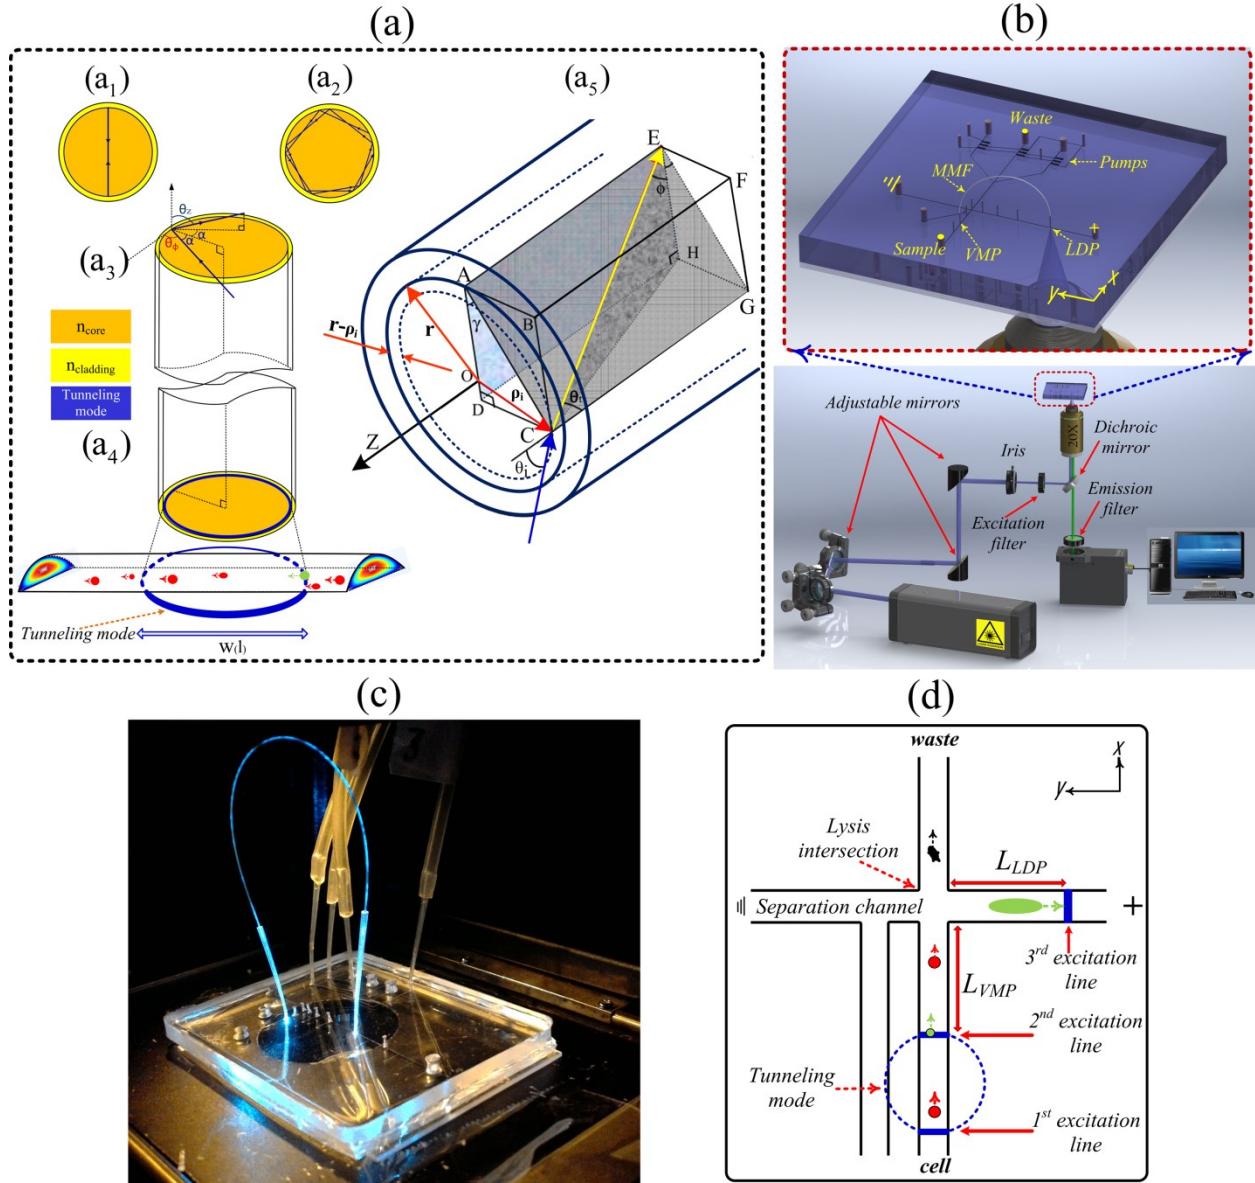 (a)
(a1)
(a2)
(a5)
θz
θϕ
α
α
(a3)
ncore
ncladding
Tunneling
mode
(a4)
Tunneling mode
w(l)
E
ϕ
F
A
H
B
G
γ
r
r-ρi
O
ρi
D
θt
C
Z
θi
(b)
Waste
Pumps
MMF
+
Sample
VMP
LDP
y
x
20X
Adjustable mirrors
Iris
Dichroic
mirror
Emission
filter
Excitation
filter
(c)
3
(d)
waste
x
y
Lysis
intersection
LLDP
Separation channel
+
3rd excitation
line
LVMP
2nd excitation
line
Tunneling
mode
1st excitation
line
cell